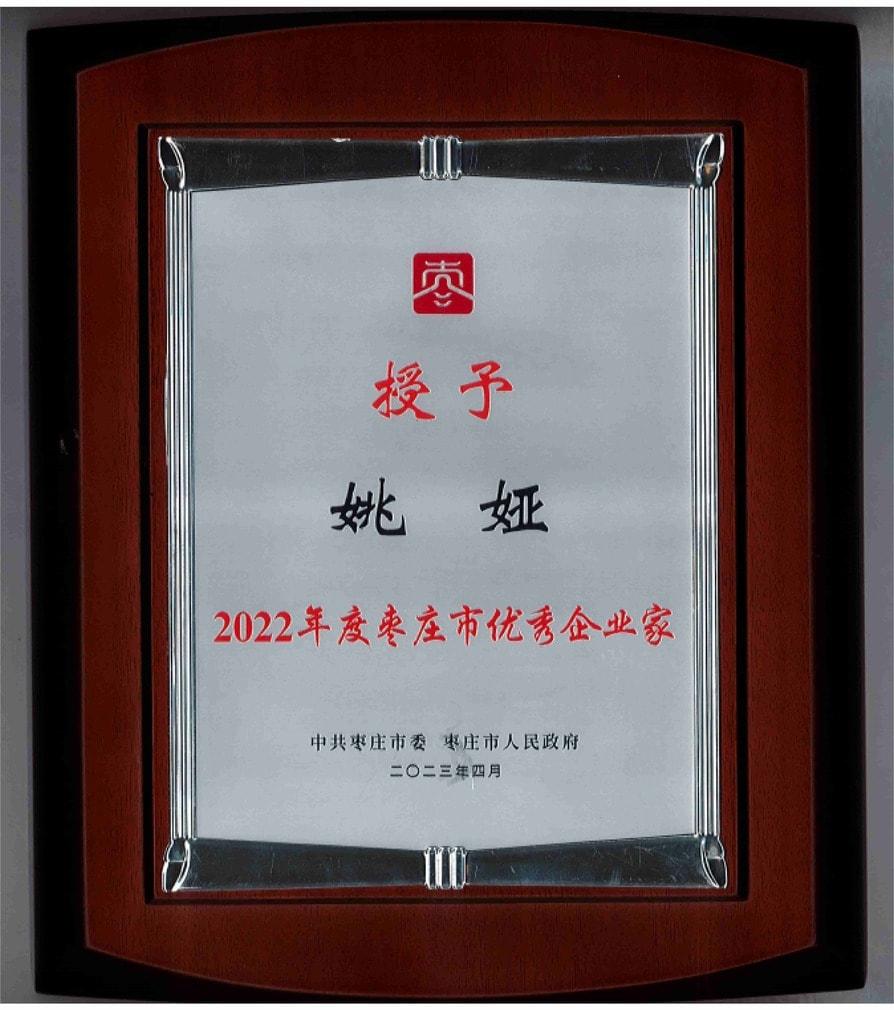 枣
授予
姚娅
2022年度枣庄市优秀企业家
中共枣庄市委 枣庄市人民政府
二〇二三年四月